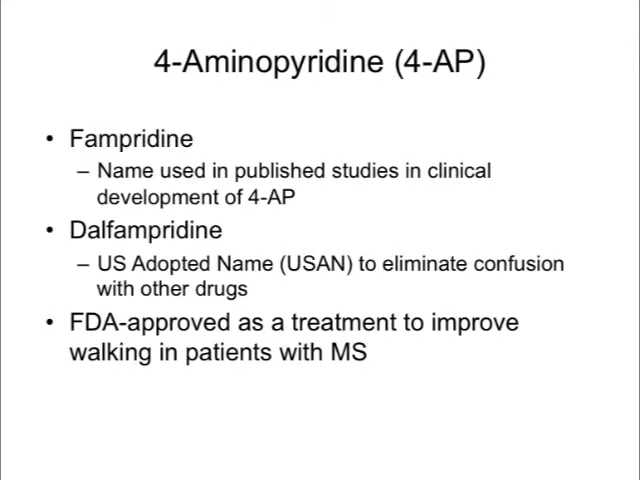 4-Aminopyridine (4-AP)
• Fampridine
– Name used in published studies in clinical
development of 4-AP
• Dalfampridine
– US Adopted Name (USAN) to eliminate confusion
with other drugs
• FDA-approved as a treatment to improve
walking in patients with MS